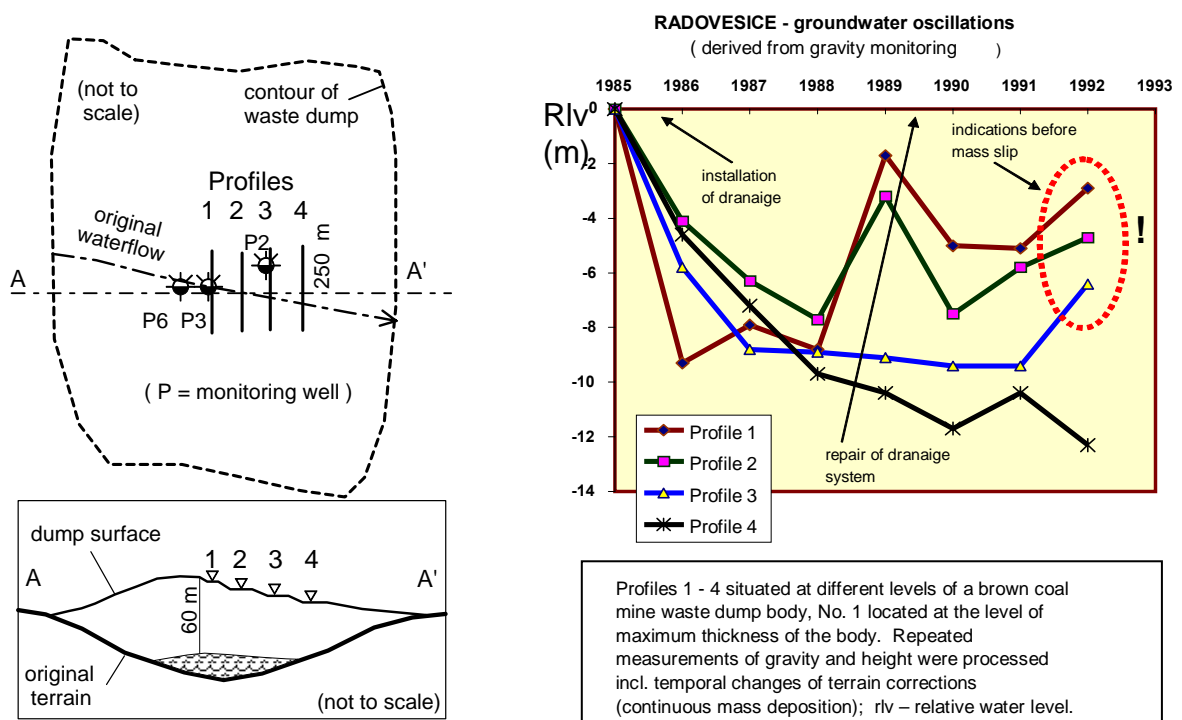 (not to
scale)
contour of
waste dump
Profiles
1 2 3 4
original
waterflow
P2
250 m
A
A'
P6 P3
( P = monitoring well )
dump surface
1 2 3 4
A
A'
60 m
original
terrain
(not to scale)
RADOVESICE - groundwater oscillations
( derived from gravity monitoring )
1985 1986 1987 1988 1989 1990 1991 1992 1993
Rlv
(m)
0
-2
-4
-6
-8
-10
-12
-14
installation
of dranaige
indications before
mass slip
!
repair of dranaige
system
Profile 1
Profile 2
Profile 3
Profile 4
Profiles 1 - 4 situated at different levels of a brown coal
mine waste dump body, No. 1 located at the level of
maximum thickness of the body. Repeated
measurements of gravity and height were processed
incl. temporal changes of terrain corrections
(continuous mass deposition); rlv – relative water level.